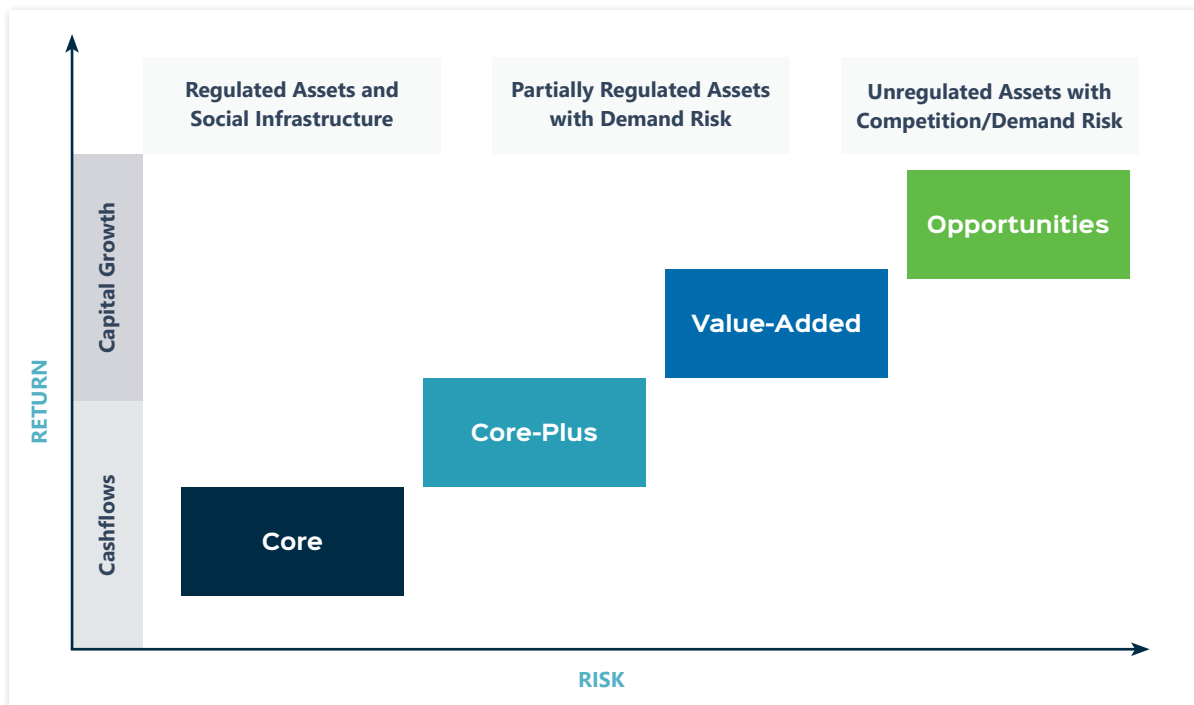 Regulated Assets and
Social Infrastructure
Partially Regulated Assets
with Demand Risk
Unregulated Assets with
Competition/Demand Risk
RETURN
Capital Growth
Cashflows
Opportunities
Value-Added
Core-Plus
Core
RISK